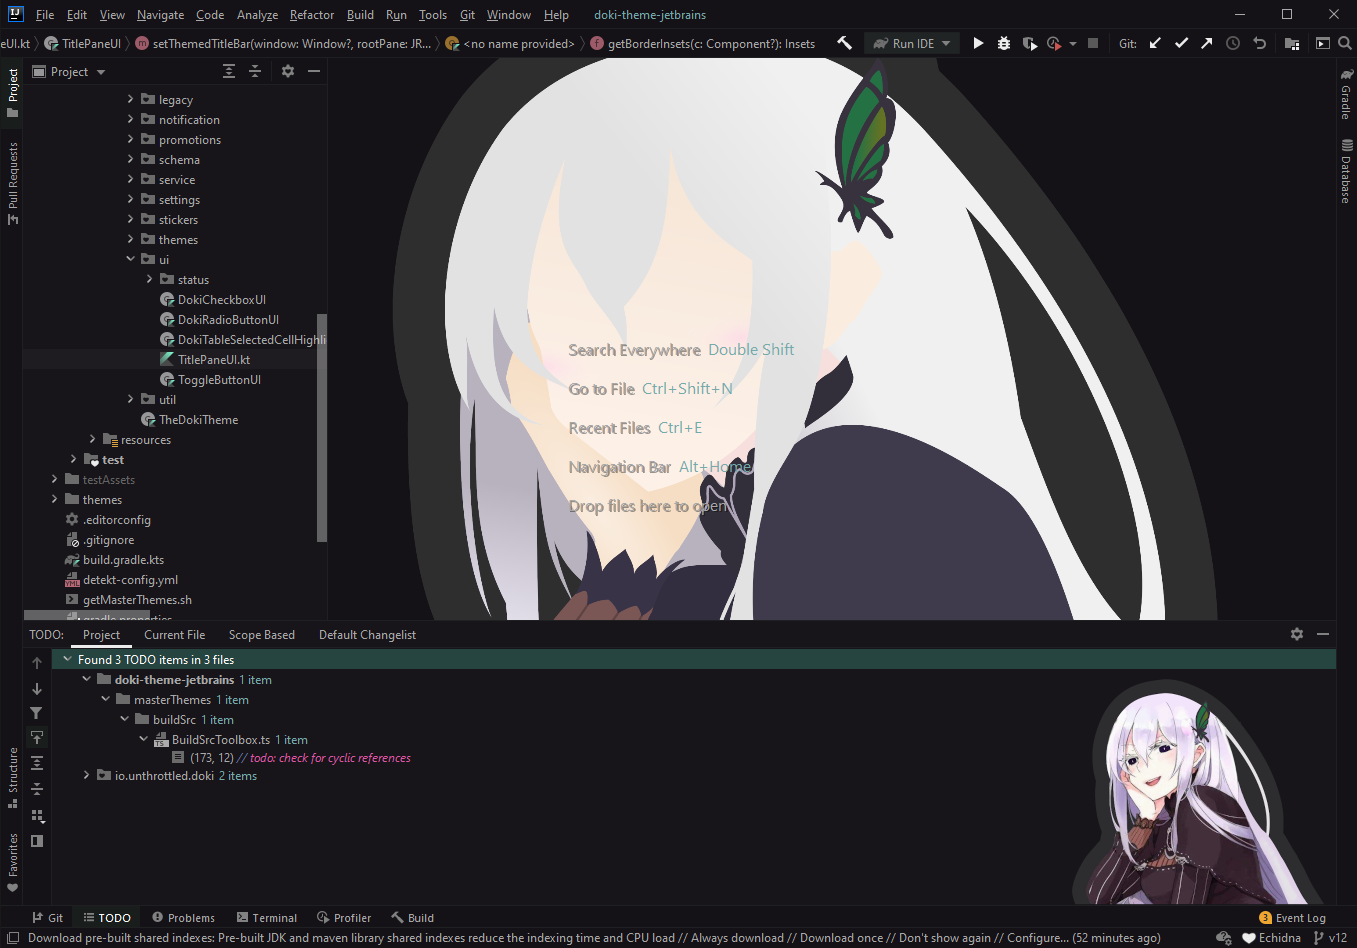 IJ File Edit View Navigate Code Analyze Refactor Build Run Tools Git Window Help doki-theme-jetbrains
eUI.kt TitlePaneUI setThemedTitleBar(window: Window?, rootPane: JR... <no name provided> getBorderInsets(c: Component?): Insets Run IDE Git:
Project
Pull Requests
Structure
Favorites
Project
legacy
notification
promotions
schema
service
settings
stickers
themes
ui
status
DokiCheckboxUI
DokiRadioButtonUI
DokiTableSelectedCellHighli
TitlePaneUI.kt
ToggleButtonUI
util
TheDokiTheme
resources
test
testAssets
themes
.editorconfig
.gitignore
build.gradle.kts
YML detekt-config.yml
getMasterThemes.sh
gradle.properties
Search Everywhere Double Shift
Go to File Ctrl+Shift+N
Recent Files Ctrl+E
Navigation Bar Alt+Home
Drop files here to open
Gradle
Database
TODO: Project Current File Scope Based Default Changelist
Found 3 TODO items in 3 files
doki-theme-jetbrains 1 item
masterThemes 1 item
buildSrc 1 item
TS BuildSrcToolbox.ts 1 item
(173, 12) // todo: check for cyclic references
io.unthrottled.doki 2 items
Git TODO Problems Terminal Profiler Build 3 Event Log
Download pre-built shared indexes: Pre-built JDK and maven library shared indexes reduce the indexing time and CPU load // Always download // Download once // Don't show again // Configure... (52 minutes ago) Echidna v12